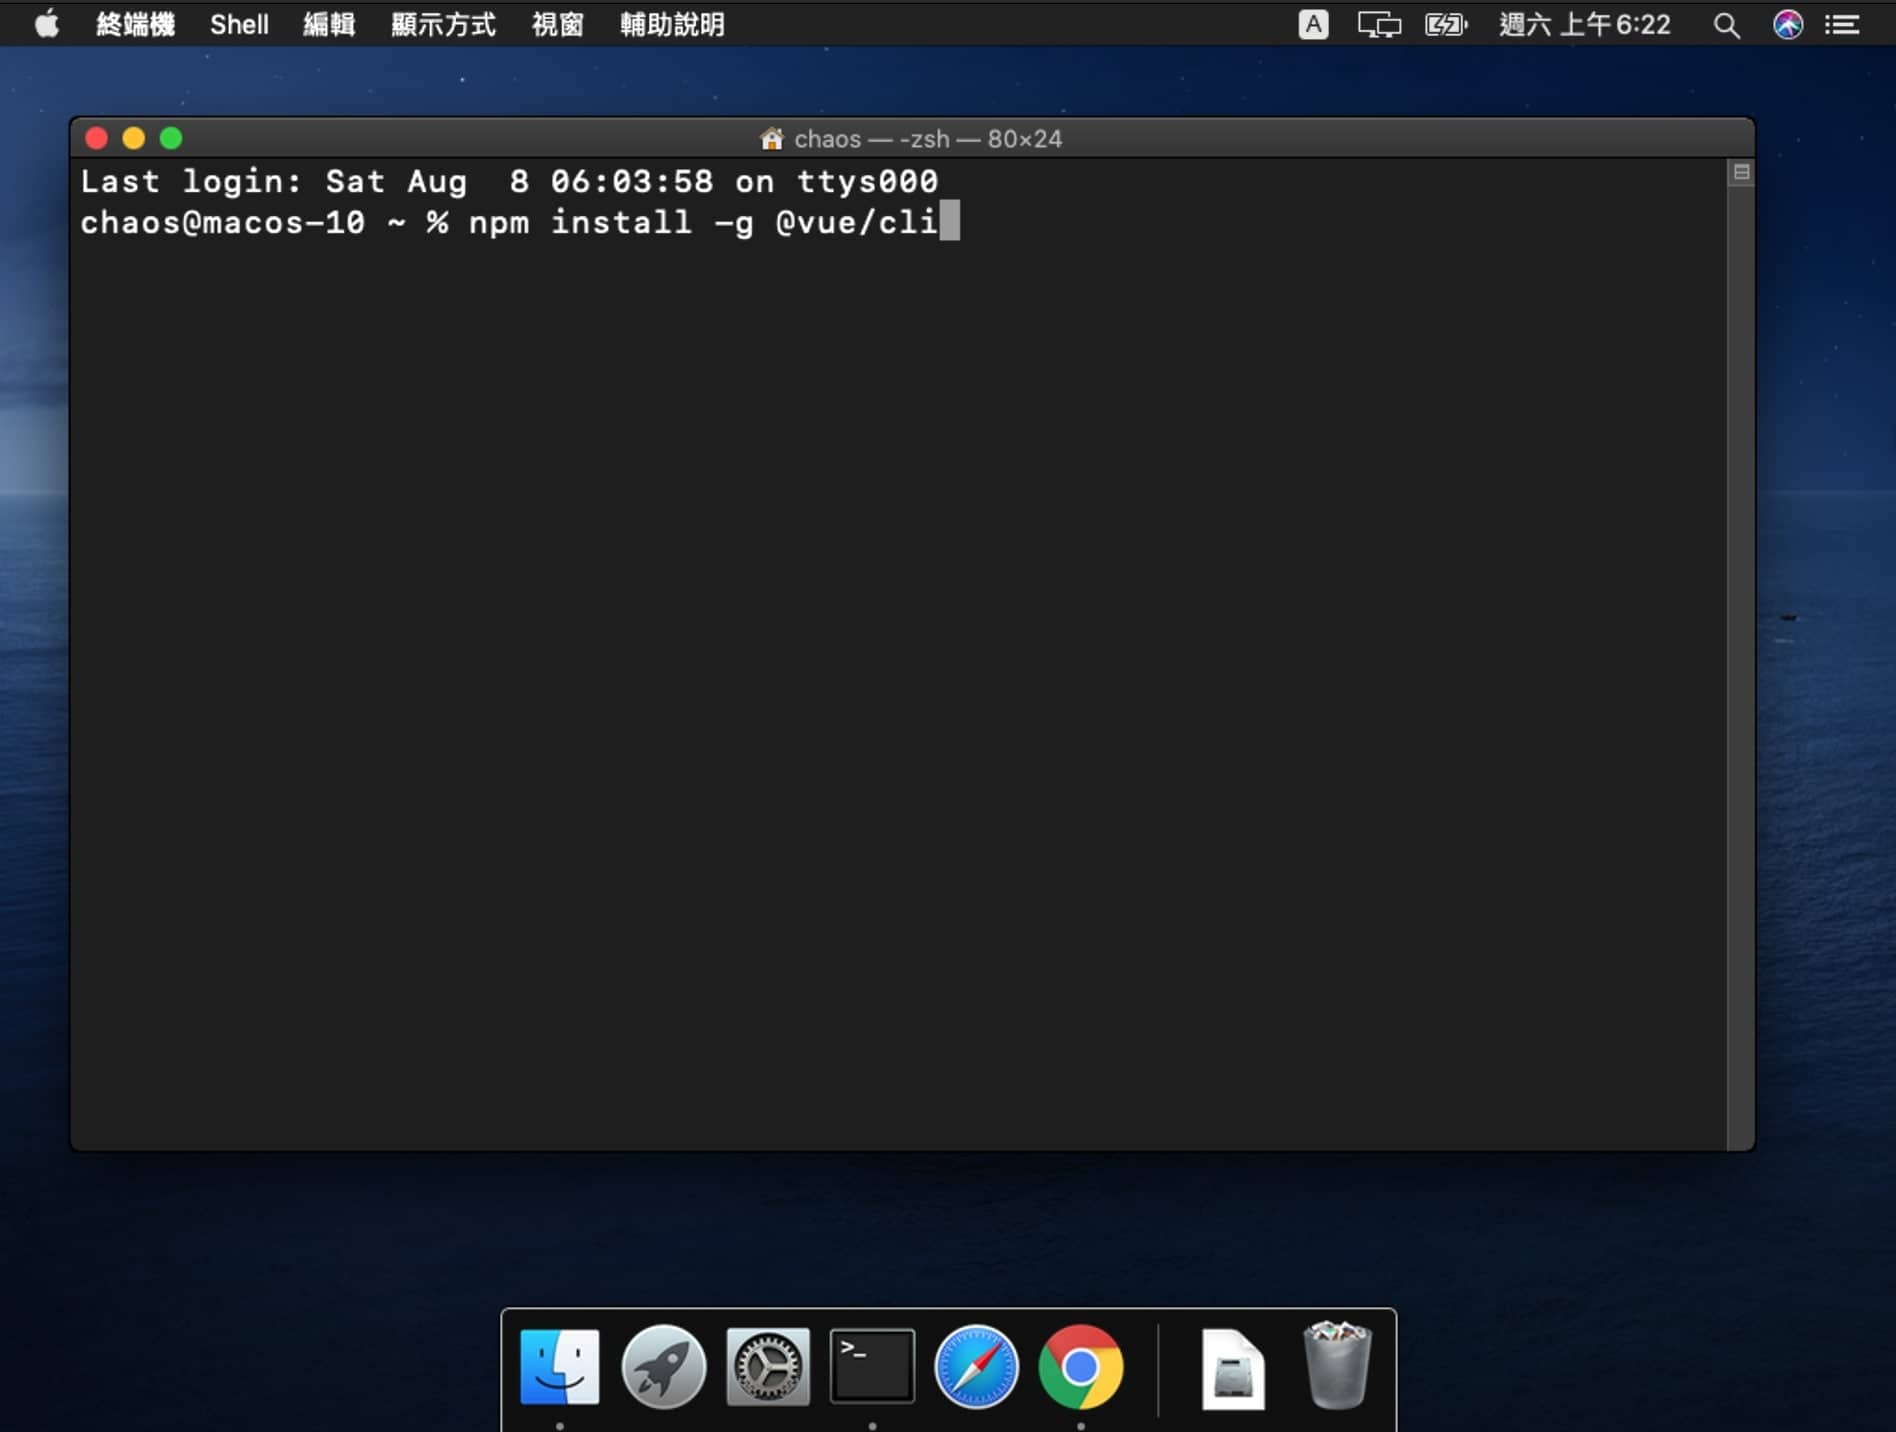 終端機 Shell 編輯 顯示方式 視窗 輔助說明 A 週六 上午6:22
chaos — -zsh — 80×24
Last login: Sat Aug  8 06:03:58 on ttys000
chaos@macos-10 ~ % npm install -g @vue/cli
>_